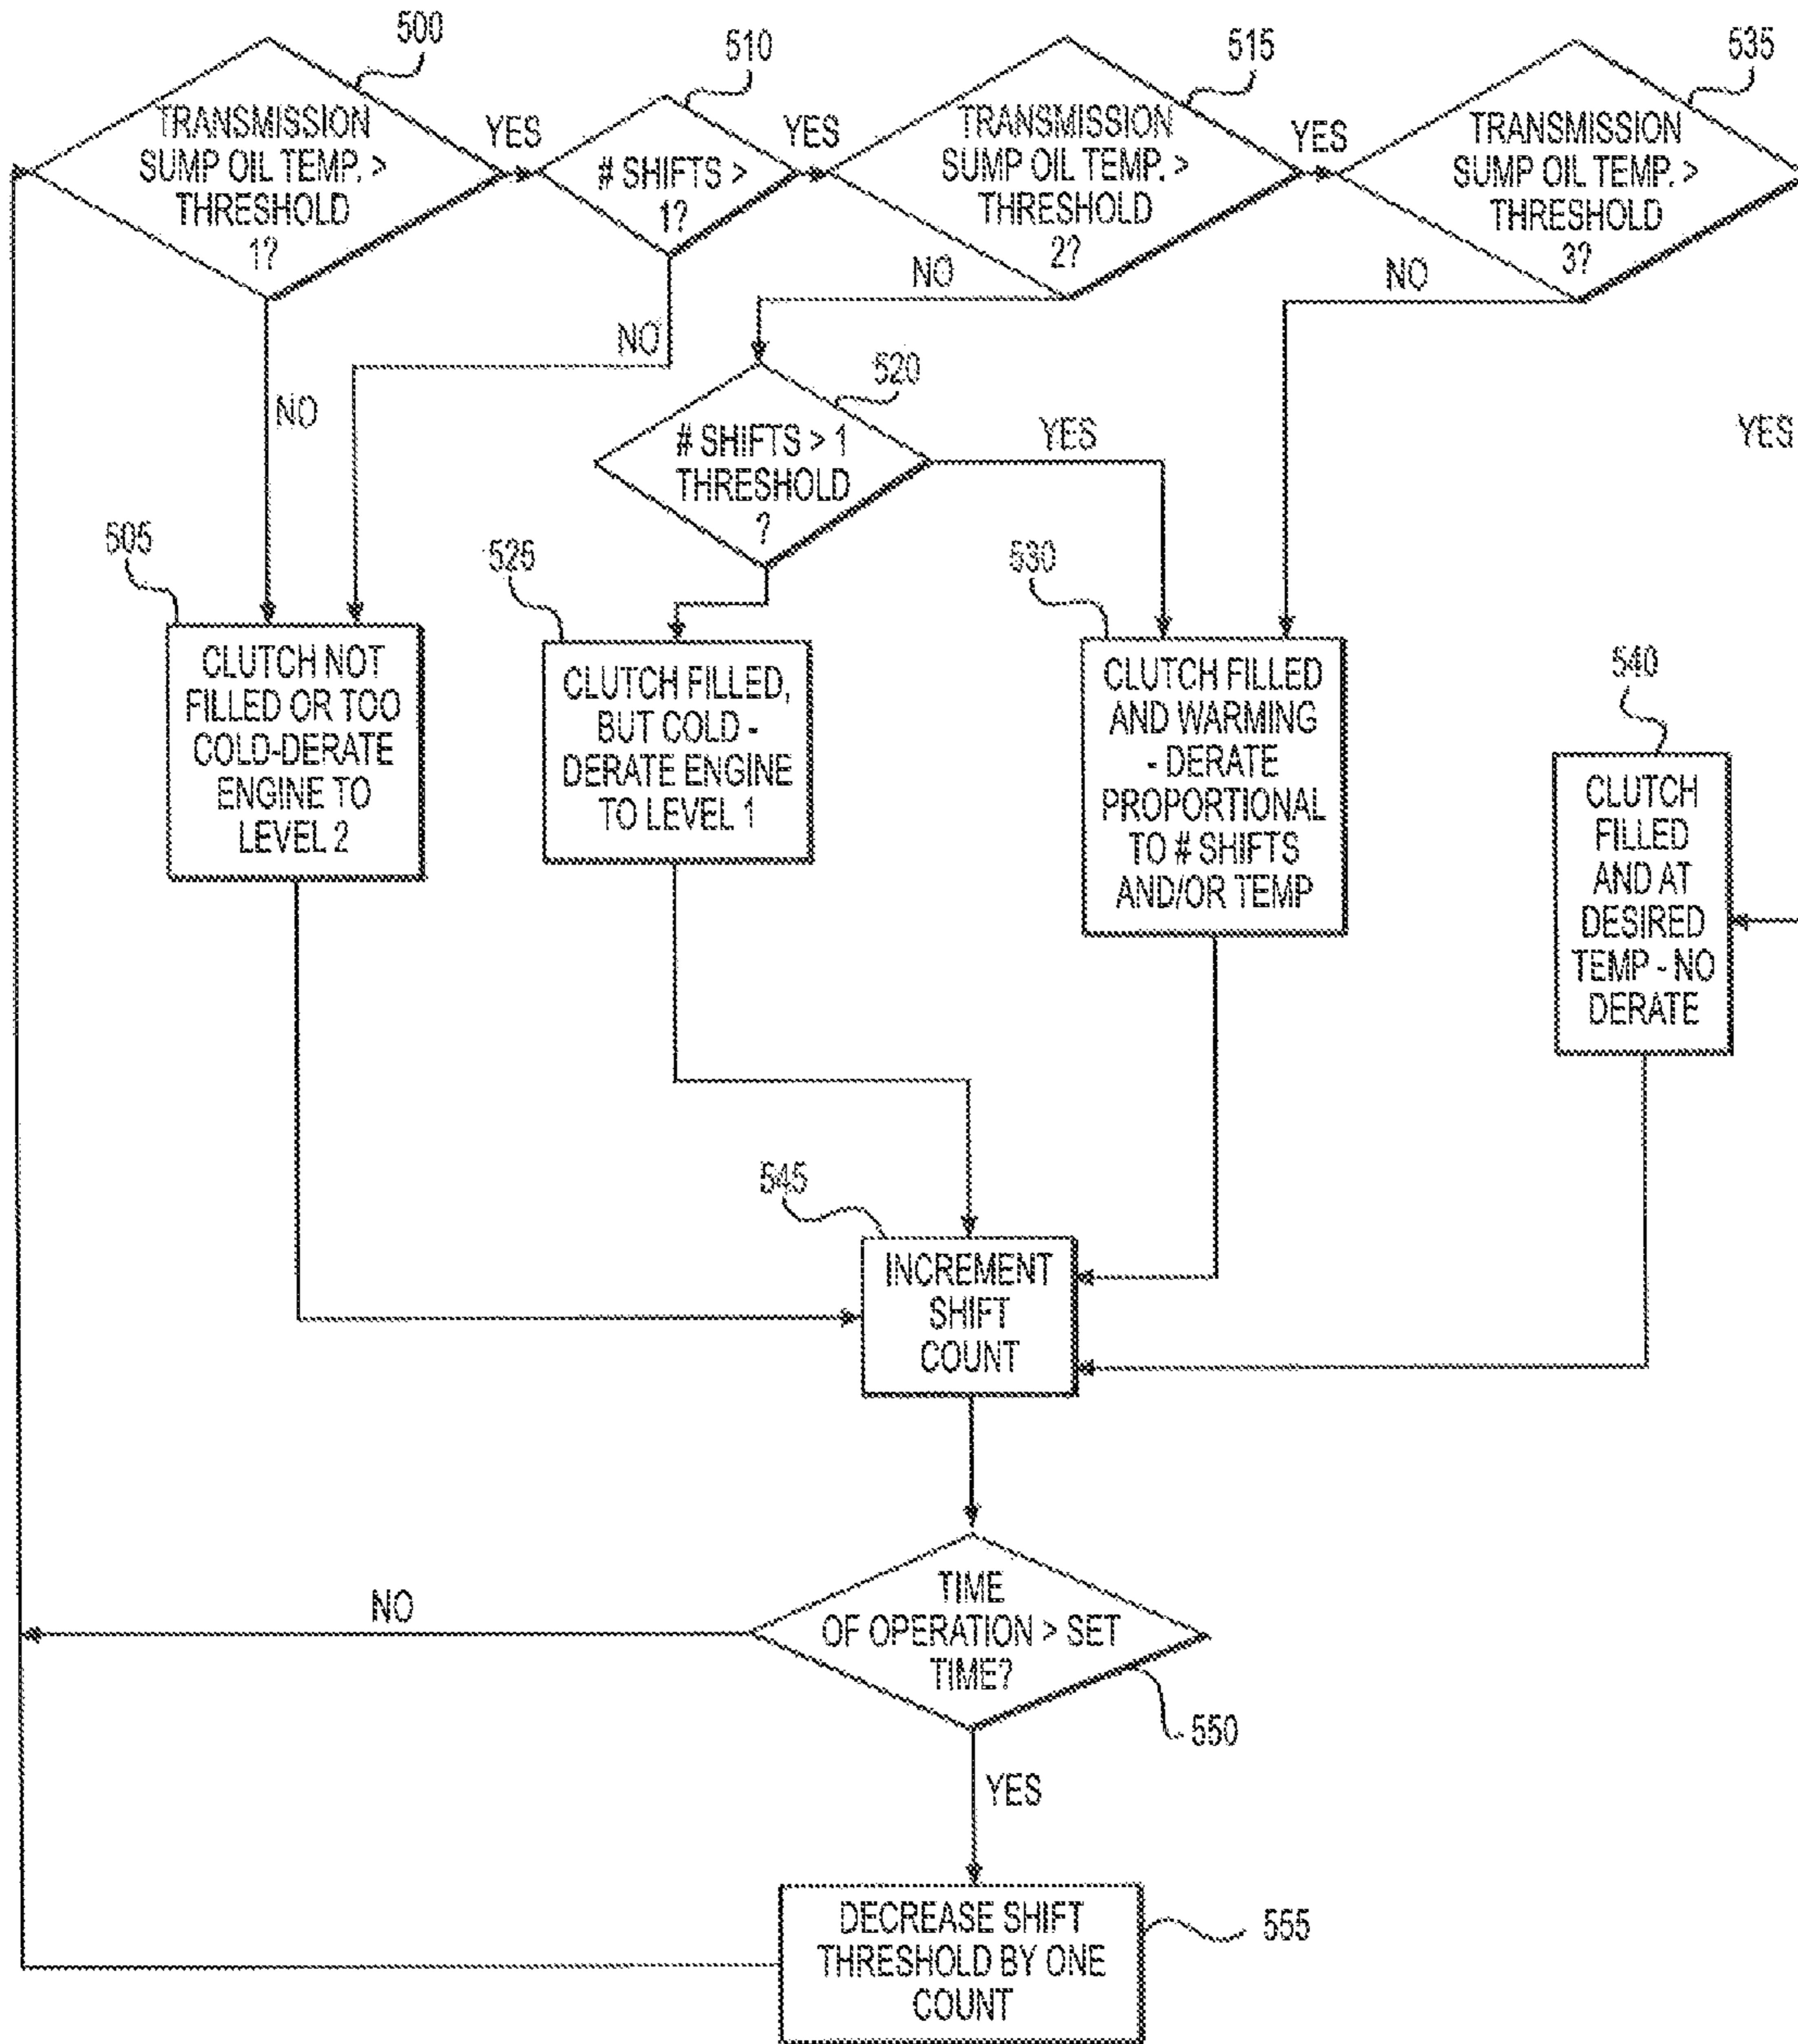 500
TRANSMISSION
SUMP OIL TEMP. >
THRESHOLD
1?
YES
510
# SHIFTS >
1?
YES
515
TRANSMISSION
SUMP OIL TEMP. >
THRESHOLD
2?
YES
535
TRANSMISSION
SUMP OIL TEMP. >
THRESHOLD
3?
NO
NO
NO
NO
YES
520
# SHIFTS > 1
THRESHOLD
?
YES
505
CLUTCH NOT
FILLED OR TOO
COLD-DERATE
ENGINE TO
LEVEL 2
525
CLUTCH FILLED,
BUT COLD -
DERATE ENGINE
TO LEVEL 1
530
CLUTCH FILLED
AND WARMING
- DERATE
PROPORTIONAL
TO # SHIFTS
AND/OR TEMP
540
CLUTCH
FILLED
AND AT
DESIRED
TEMP - NO
DERATE
545
INCREMENT
SHIFT
COUNT
TIME
OF OPERATION > SET
TIME?
NO
550
YES
DECREASE SHIFT
THRESHOLD BY ONE
COUNT
555